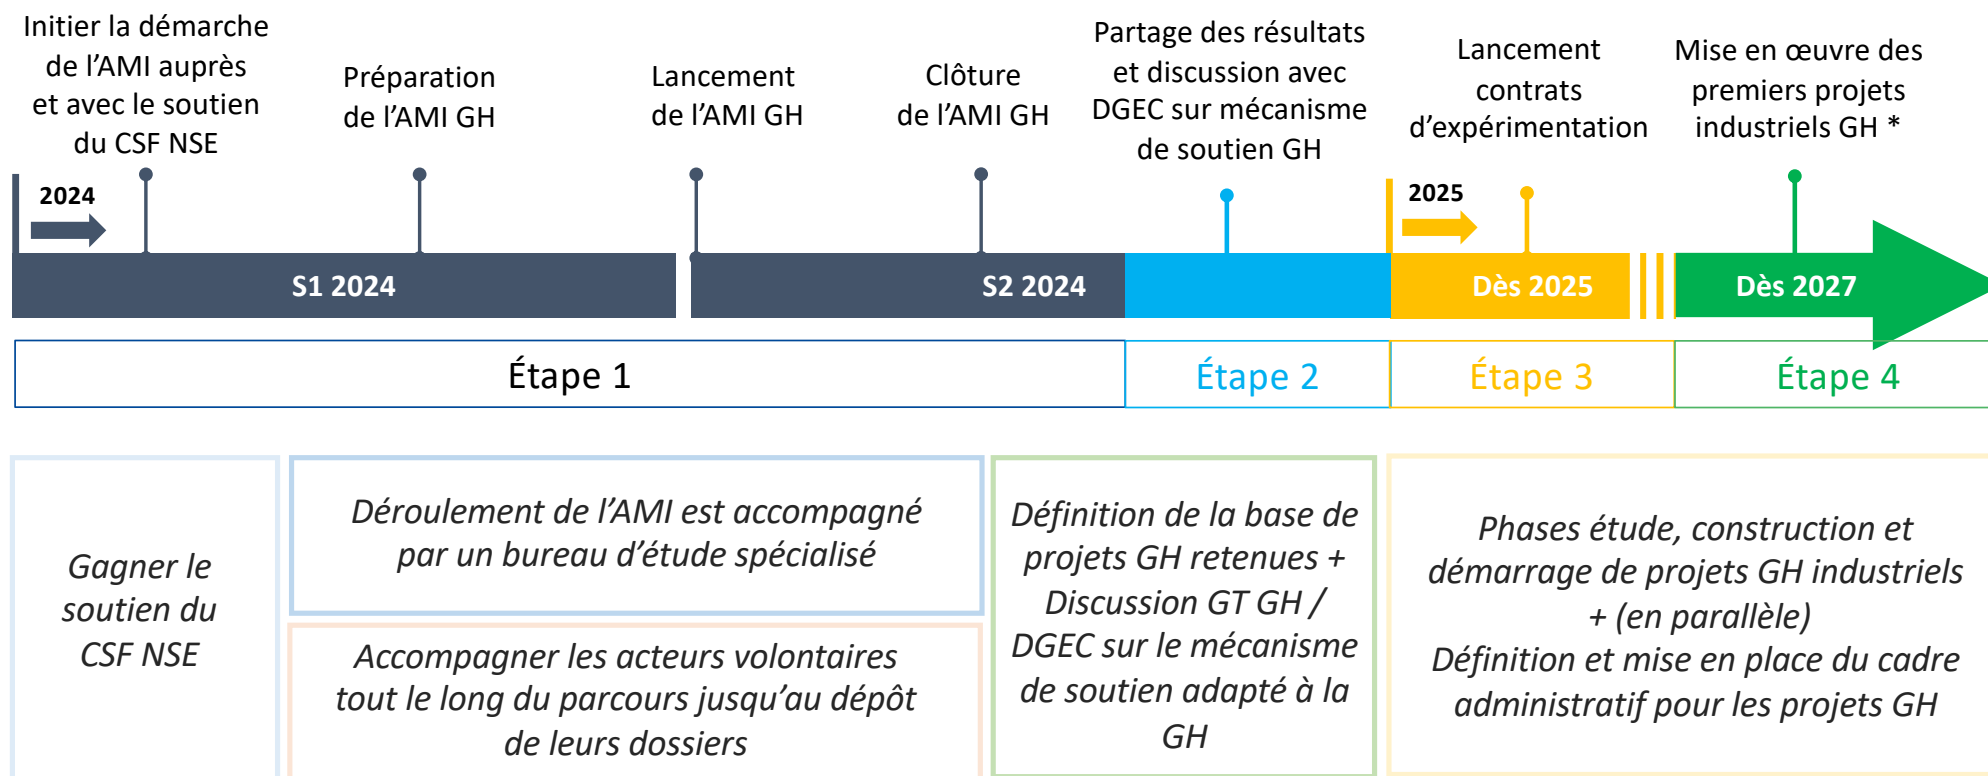 Initier la démarche
de l’AMI auprès
et avec le soutien
du CSF NSE
Préparation
de l’AMI GH
Lancement
de l’AMI GH
Clôture
de l’AMI GH
Partage des résultats
et discussion avec
DGEC sur mécanisme
de soutien GH
Lancement
contrats
d’expérimentation
Mise en œuvre des
premiers projets
industriels GH *
2024
2025
S1 2024
S2 2024
Dès 2025
Dès 2027
Étape 1
Étape 2
Étape 3
Étape 4
Gagner le
soutien du
CSF NSE
Déroulement de l’AMI est accompagné
par un bureau d’étude spécialisé
Accompagner les acteurs volontaires
tout le long du parcours jusqu’au dépôt
de leurs dossiers
Définition de la base de
projets GH retenues +
Discussion GT GH /
DGEC sur le mécanisme
de soutien adapté à la
GH
Phases étude, construction et
démarrage de projets GH industriels
+ (en parallèle)
Définition et mise en place du cadre
administratif pour les projets GH